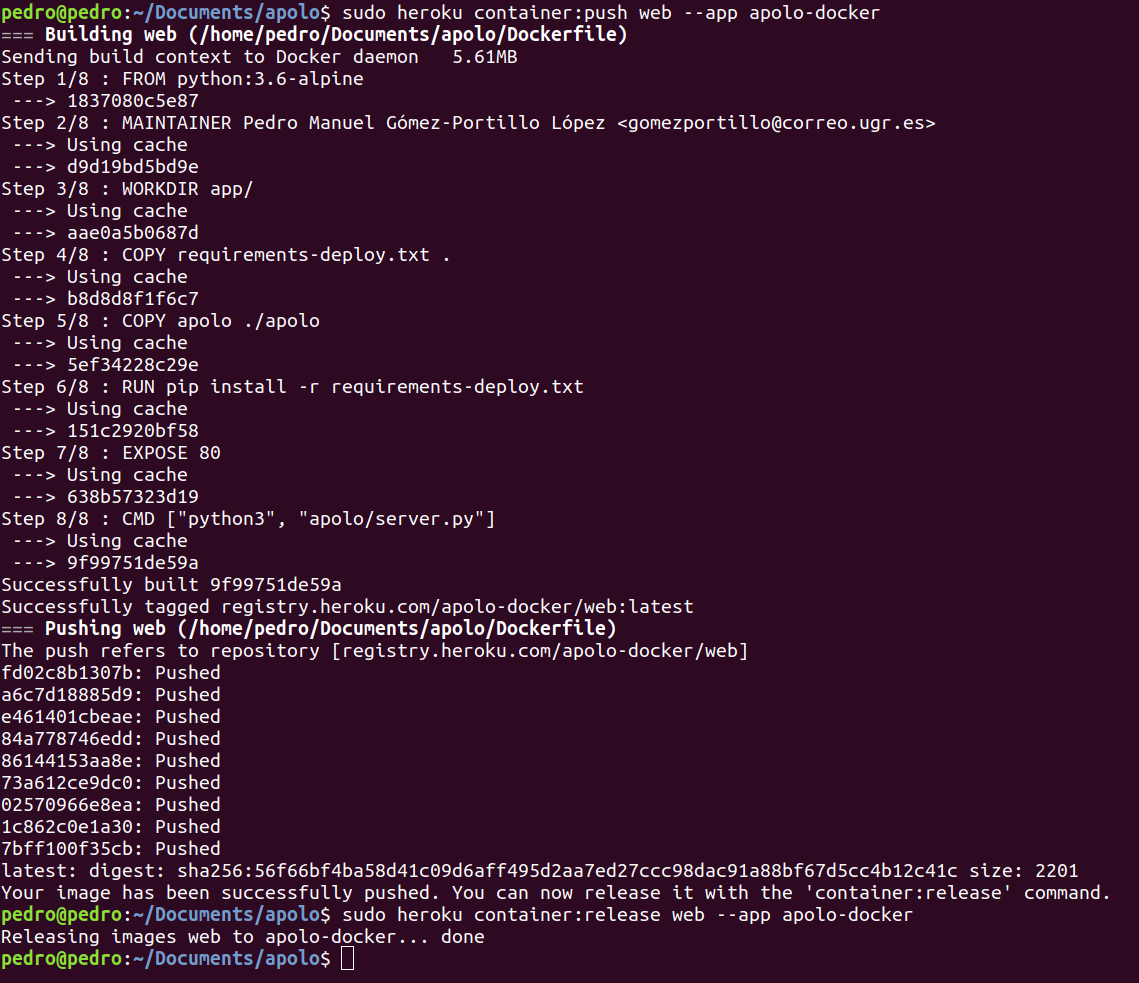 pedro@pedro:~/Documents/apolo$ sudo heroku container:push web --app apolo-docker
=== Building web (/home/pedro/Documents/apolo/Dockerfile)
Sending build context to Docker daemon   5.61MB
Step 1/8 : FROM python:3.6-alpine
 ---> 1837080c5e87
Step 2/8 : MAINTAINER Pedro Manuel Gómez-Portillo López <gomezportillo@correo.ugr.es>
 ---> Using cache
 ---> d9d19bd5bd9e
Step 3/8 : WORKDIR app/
 ---> Using cache
 ---> aae0a5b0687d
Step 4/8 : COPY requirements-deploy.txt .
 ---> Using cache
 ---> b8d8d8f1f6c7
Step 5/8 : COPY apolo ./apolo
 ---> Using cache
 ---> 5ef34228c29e
Step 6/8 : RUN pip install -r requirements-deploy.txt
 ---> Using cache
 ---> 151c2920bf58
Step 7/8 : EXPOSE 80
 ---> Using cache
 ---> 638b57323d19
Step 8/8 : CMD ["python3", "apolo/server.py"]
 ---> Using cache
 ---> 9f99751de59a
Successfully built 9f99751de59a
Successfully tagged registry.heroku.com/apolo-docker/web:latest
=== Pushing web (/home/pedro/Documents/apolo/Dockerfile)
The push refers to repository [registry.heroku.com/apolo-docker/web]
fd02c8b1307b: Pushed
a6c7d18885d9: Pushed
e461401cbeae: Pushed
84a778746edd: Pushed
86144153aa8e: Pushed
73a612ce9dc0: Pushed
02570966e8ea: Pushed
1c862c0e1a30: Pushed
7bff100f35cb: Pushed
latest: digest: sha256:56f66bf4ba58d41c09d6aff495d2aa7ed27ccc98dac91a88bf67d5cc4b12c41c size: 2201
Your image has been successfully pushed. You can now release it with the 'container:release' command.
pedro@pedro:~/Documents/apolo$ sudo heroku container:release web --app apolo-docker
Releasing images web to apolo-docker... done
pedro@pedro:~/Documents/apolo$